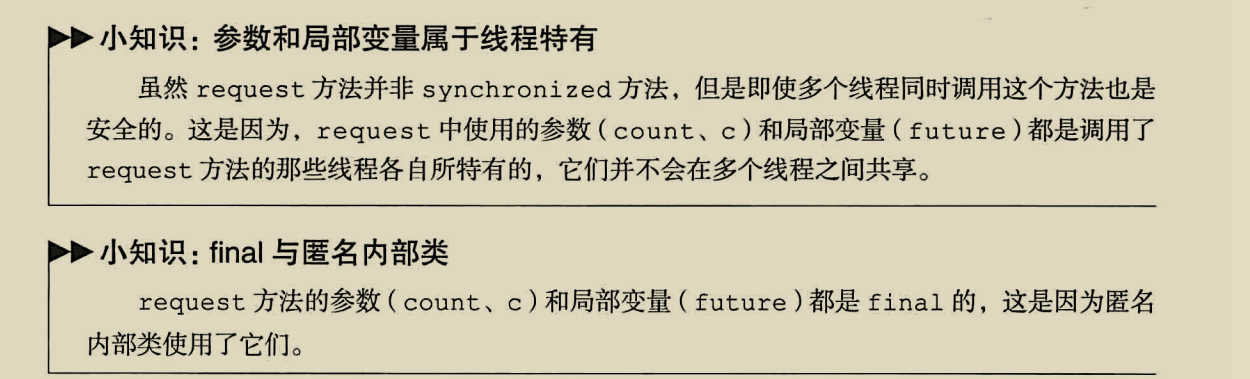 ▶▶ 小知识：参数和局部变量属于线程特有
虽然 request 方法并非 synchronized 方法，但是即使多个线程同时调用这个方法也是
安全的。这是因为，request 中使用的参数（count、c）和局部变量（future）都是调用了
request 方法的那些线程各自所特有的，它们并不会在多个线程之间共享。
▶▶ 小知识：final 与匿名内部类
request 方法的参数（count、c）和局部变量（future）都是 final 的，这是因为匿名
内部类使用了它们。